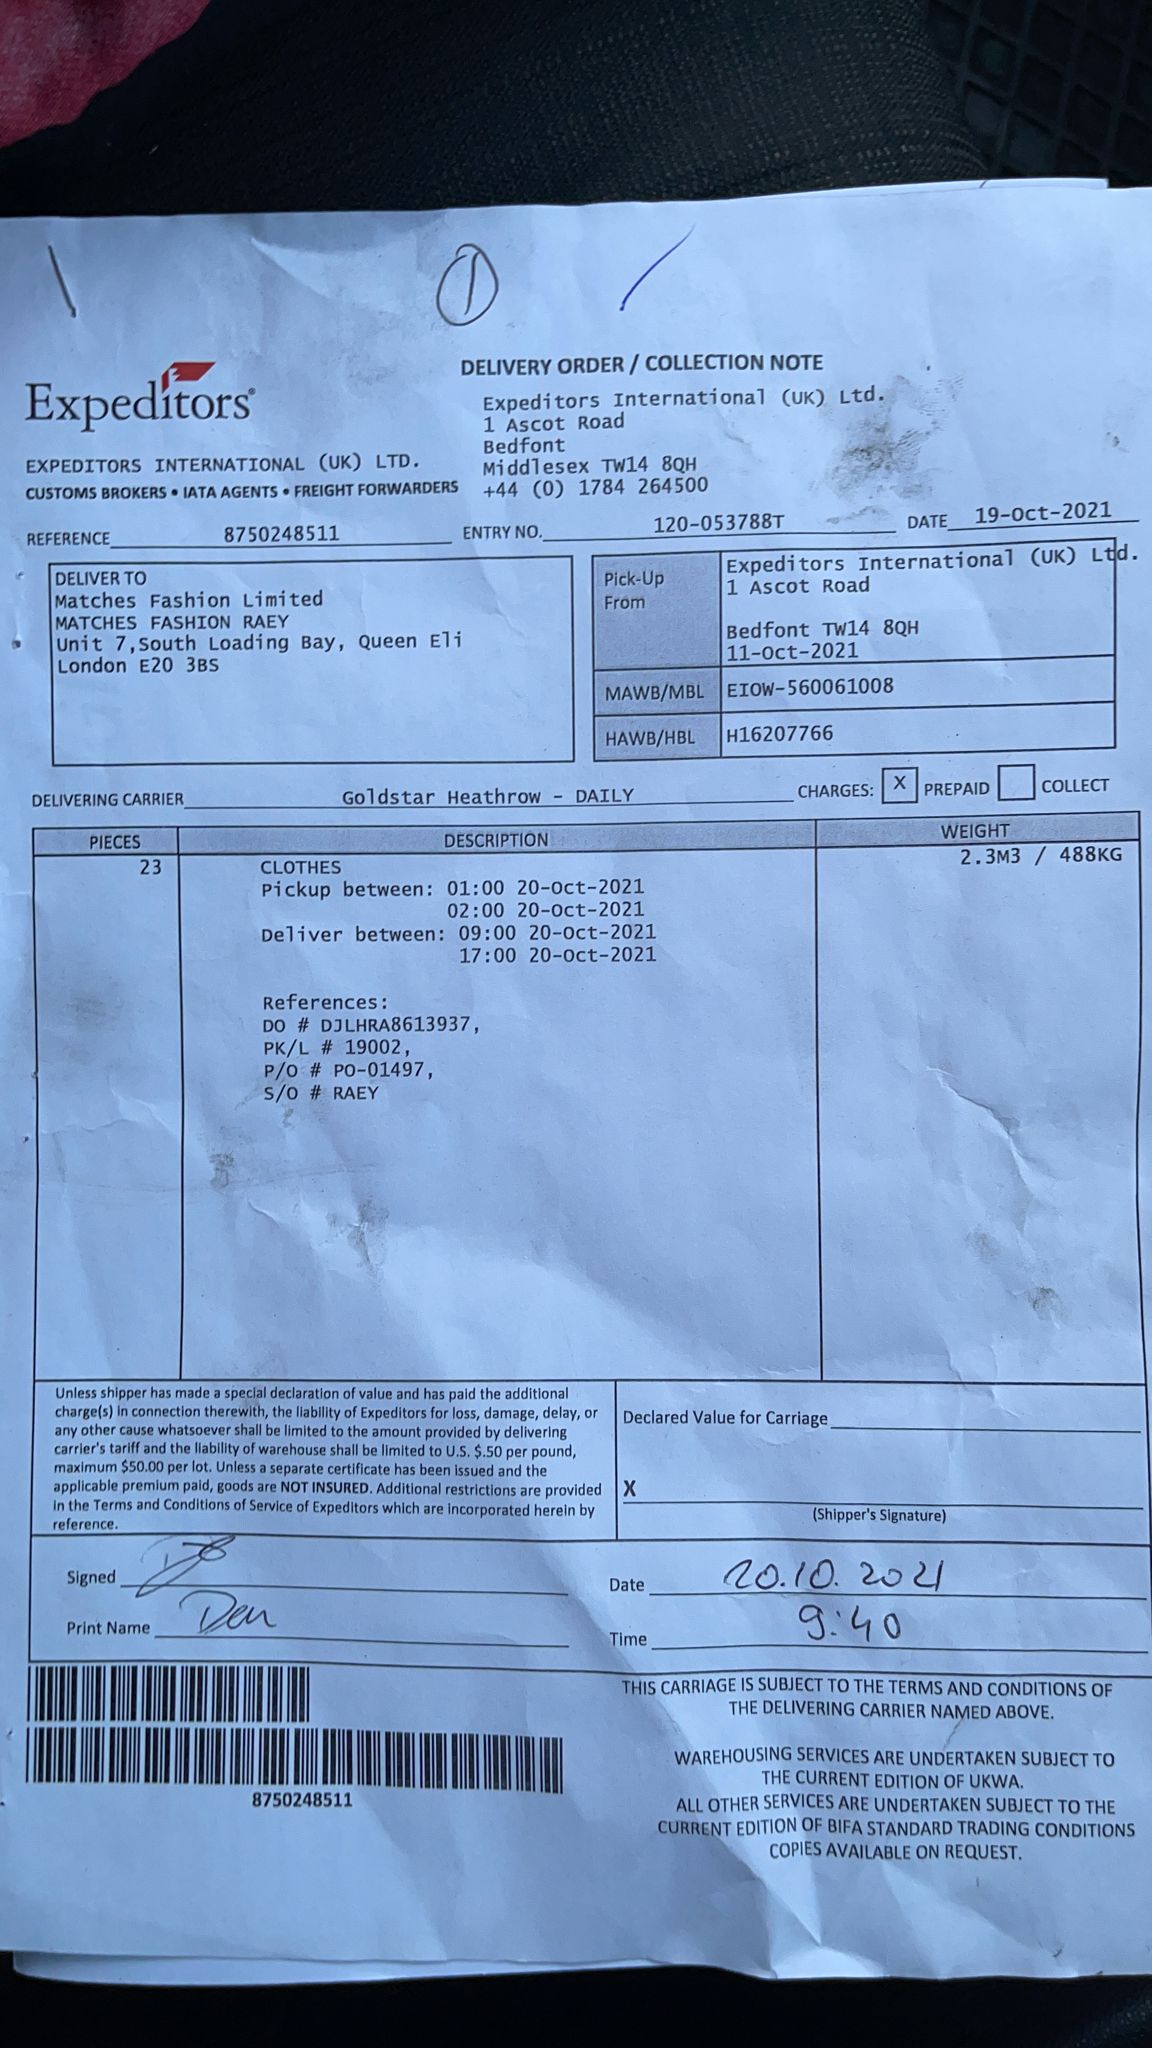 1
Expeditors®
DELIVERY ORDER / COLLECTION NOTE
Expeditors International (UK) Ltd.
1 Ascot Road
Bedfont
Middlesex TW14 8QH
+44 (0) 1784 264500
EXPEDITORS INTERNATIONAL (UK) LTD.
CUSTOMS BROKERS • IATA AGENTS • FREIGHT FORWARDERS
REFERENCE 8750248511 ENTRY NO. 120-053788T DATE 19-Oct-2021
DELIVER TO
Matches Fashion Limited
MATCHES FASHION RAEY
Unit 7,South Loading Bay, Queen Eli
London E20 3BS
Pick-Up From
Expeditors International (UK) Ltd.
1 Ascot Road
Bedfont TW14 8QH
11-Oct-2021
MAWB/MBL EIOW-560061008
HAWB/HBL H16207766
DELIVERING CARRIER Goldstar Heathrow - DAILY CHARGES: X PREPAID COLLECT
PIECES DESCRIPTION WEIGHT
23 CLOTHES 2.3M3 / 488KG
Pickup between: 01:00 20-Oct-2021
02:00 20-Oct-2021
Deliver between: 09:00 20-Oct-2021
17:00 20-Oct-2021
References:
DO # DJLHRA8613937,
PK/L # 19002,
P/O # PO-01497,
S/O # RAEY
Unless shipper has made a special declaration of value and has paid the additional
charge(s) in connection therewith, the liability of Expeditors for loss, damage, delay, or
any other cause whatsoever shall be limited to the amount provided by delivering
carrier's tariff and the liability of warehouse shall be limited to U.S. $.50 per pound,
maximum $50.00 per lot. Unless a separate certificate has been issued and the
applicable premium paid, goods are NOT INSURED. Additional restrictions are provided
in the Terms and Conditions of Service of Expeditors which are incorporated herein by
reference.
Declared Value for Carriage
X
(Shipper's Signature)
Signed
Print Name Den
Date 20.10.2021
Time 9:40
8750248511
THIS CARRIAGE IS SUBJECT TO THE TERMS AND CONDITIONS OF
THE DELIVERING CARRIER NAMED ABOVE.
WAREHOUSING SERVICES ARE UNDERTAKEN SUBJECT TO
THE CURRENT EDITION OF UKWA.
ALL OTHER SERVICES ARE UNDERTAKEN SUBJECT TO THE
CURRENT EDITION OF BIFA STANDARD TRADING CONDITIONS
COPIES AVAILABLE ON REQUEST.